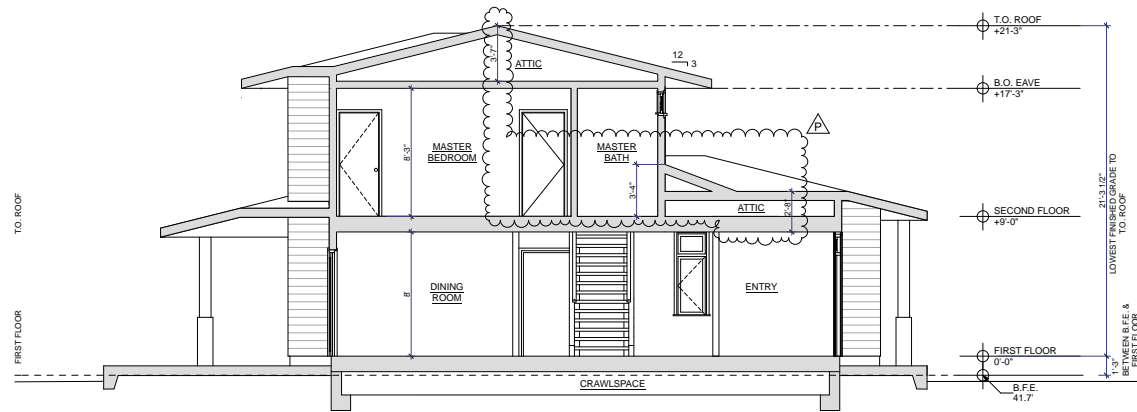 T.O. ROOF
+21'-3"
3'-7"
ATTIC
12
3
B.O. EAVE
+17'-3"
P
8'-3"
MASTER
BEDROOM
MASTER
BATH
3'-4"
ATTIC
2'-8"
SECOND FLOOR
+9'-0"
T.O. ROOF
21'-3 1/2"
LOWEST FINISHED GRADE TO
T.O. ROOF
DINING
ROOM
8'
ENTRY
FIRST FLOOR
FIRST FLOOR
0'-0"
1'-3"
BETWEEN B.F.E. &
FIRST FLOOR
CRAWLSPACE
B.F.E.
41.7'